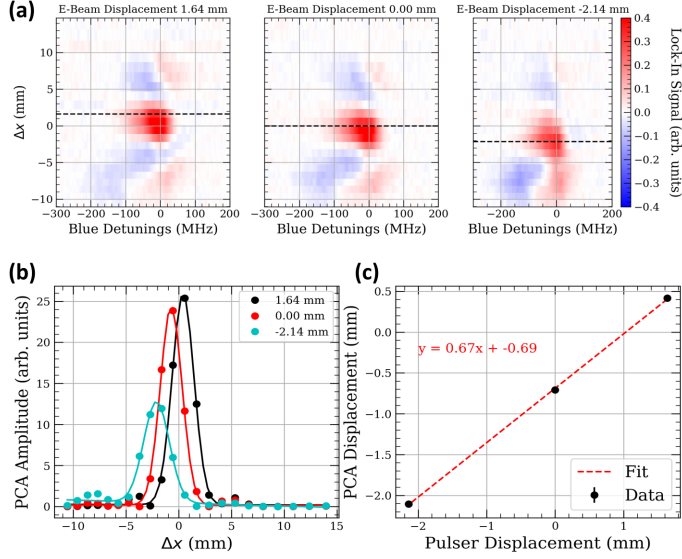 (a)
E-Beam Displacement 1.64 mm
E-Beam Displacement 0.00 mm
E-Beam Displacement -2.14 mm
10
5
0
−5
−10
Δx (mm)
−300 −200 −100 0 100 200
Blue Detunings (MHz)
−300 −200 −100 0 100 200
Blue Detunings (MHz)
−300 −200 −100 0 100 200
Blue Detunings (MHz)
0.4
0.3
0.2
0.1
0.0
−0.1
−0.2
−0.3
−0.4
Lock-In Signal (arb. units)
(b)
1.64 mm
0.00 mm
-2.14 mm
25
20
15
10
5
0
PCA Amplitude (arb. units)
−10 −5 0 5 10 15
Δx (mm)
(c)
0.5
0.0
−0.5
−1.0
−1.5
−2.0
PCA Displacement (mm)
y = 0.67x + -0.69
Fit
Data
−2 −1 0 1
Pulser Displacement (mm)